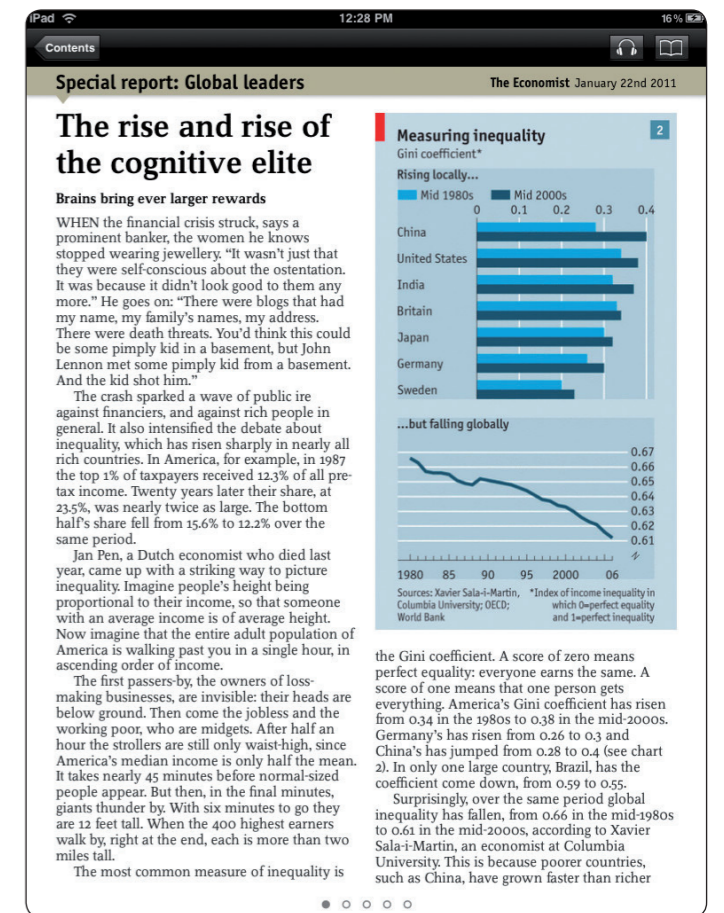 iPad
12:28 PM
16%
Contents
Special report: Global leaders
The Economist January 22nd 2011
The rise and rise of
the cognitive elite
Brains bring ever larger rewards
WHEN the financial crisis struck, says a
prominent banker, the women he knows
stopped wearing jewellery. “It wasn’t just that
they were self-conscious about the ostentation.
It was because it didn’t look good to them any
more.” He goes on: “There were blogs that had
my name, my family’s names, my address.
There were death threats. You’d think this could
be some pimply kid in a basement, but John
Lennon met some pimply kid from a basement.
And the kid shot him.”
The crash sparked a wave of public ire
against financiers, and against rich people in
general. It also intensified the debate about
inequality, which has risen sharply in nearly all
rich countries. In America, for example, in 1987
the top 1% of taxpayers received 12.3% of all pre-
tax income. Twenty years later their share, at
23.5%, was nearly twice as large. The bottom
half’s share fell from 15.6% to 12.2% over the
same period.
Jan Pen, a Dutch economist who died last
year, came up with a striking way to picture
inequality. Imagine people’s height being
proportional to their income, so that someone
with an average income is of average height.
Now imagine that the entire adult population of
America is walking past you in a single hour, in
ascending order of income.
The first passers-by, the owners of loss-
making businesses, are invisible: their heads are
below ground. Then come the jobless and the
working poor, who are midgets. After half an
hour the strollers are still only waist-high, since
America’s median income is only half the mean.
It takes nearly 45 minutes before normal-sized
people appear. But then, in the final minutes,
giants thunder by. With six minutes to go they
are 12 feet tall. When the 400 highest earners
walk by, right at the end, each is more than two
miles tall.
The most common measure of inequality is
Measuring inequality
2
Gini coefficient*
Rising locally...
Mid 1980s Mid 2000s
0 0.1 0.2 0.3 0.4
China
United States
India
Britain
Japan
Germany
Sweden
...but falling globally
0.67
0.66
0.65
0.64
0.63
0.62
0.61
1980 85 90 95 2000 06
Sources: Xavier Sala-i-Martin,
Columbia University; OECD;
World Bank
*Index of income inequality in
which 0=perfect equality
and 1=perfect inequality
the Gini coefficient. A score of zero means
perfect equality: everyone earns the same. A
score of one means that one person gets
everything. America’s Gini coefficient has risen
from 0.34 in the 1980s to 0.38 in the mid-2000s.
Germany’s has risen from 0.26 to 0.3 and
China’s has jumped from 0.28 to 0.4 (see chart
2). In only one large country, Brazil, has the
coefficient come down, from 0.59 to 0.55.
Surprisingly, over the same period global
inequality has fallen, from 0.66 in the mid-1980s
to 0.61 in the mid-2000s, according to Xavier
Sala-i-Martin, an economist at Columbia
University. This is because poorer countries,
such as China, have grown faster than richer